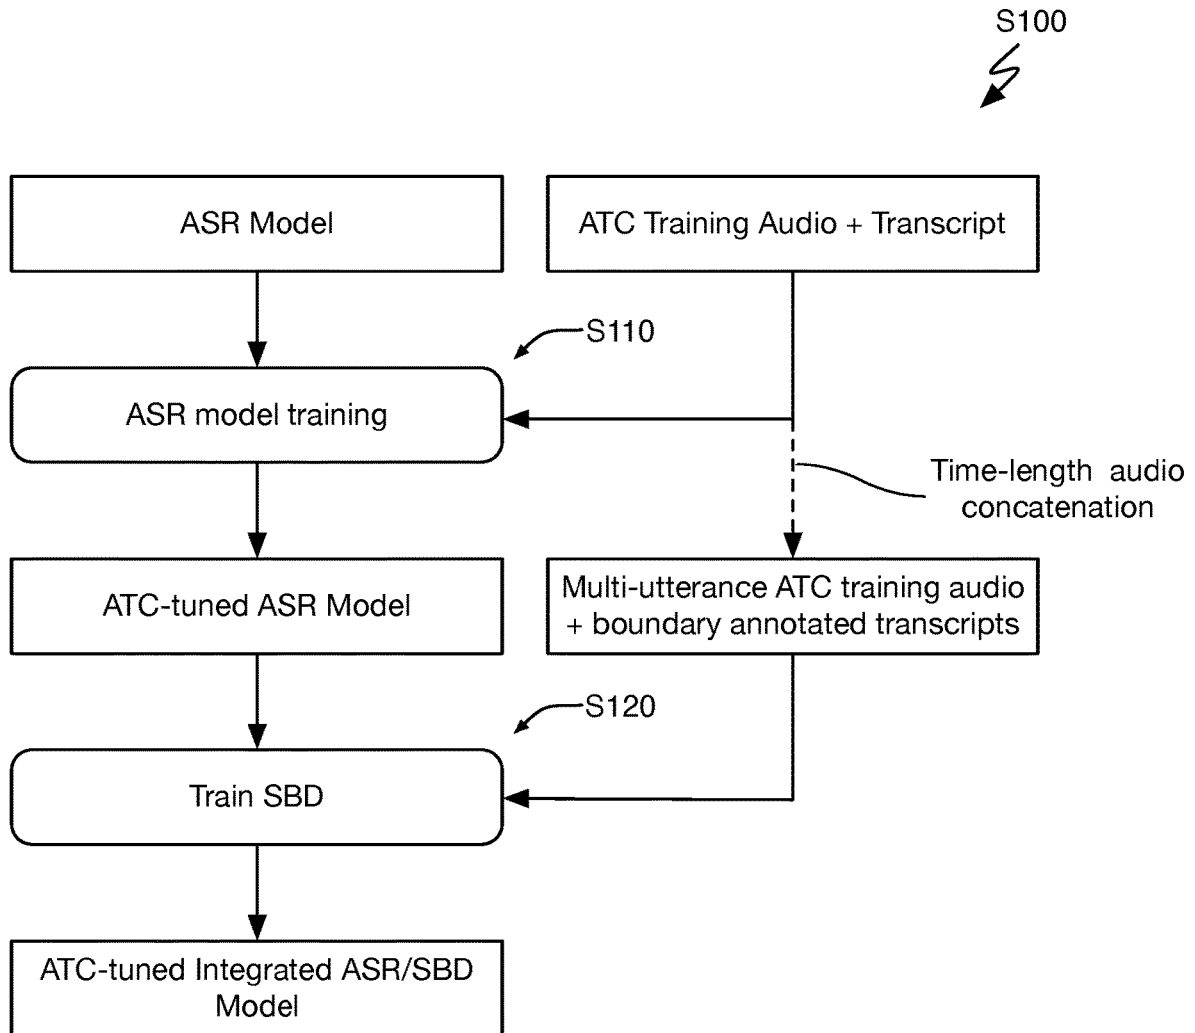 S100
ASR Model
ATC Training Audio + Transcript
S110
ASR model training
Time-length audio
concatenation
ATC-tuned ASR Model
Multi-utterance ATC training audio
+ boundary annotated transcripts
S120
Train SBD
ATC-tuned Integrated ASR/SBD
Model